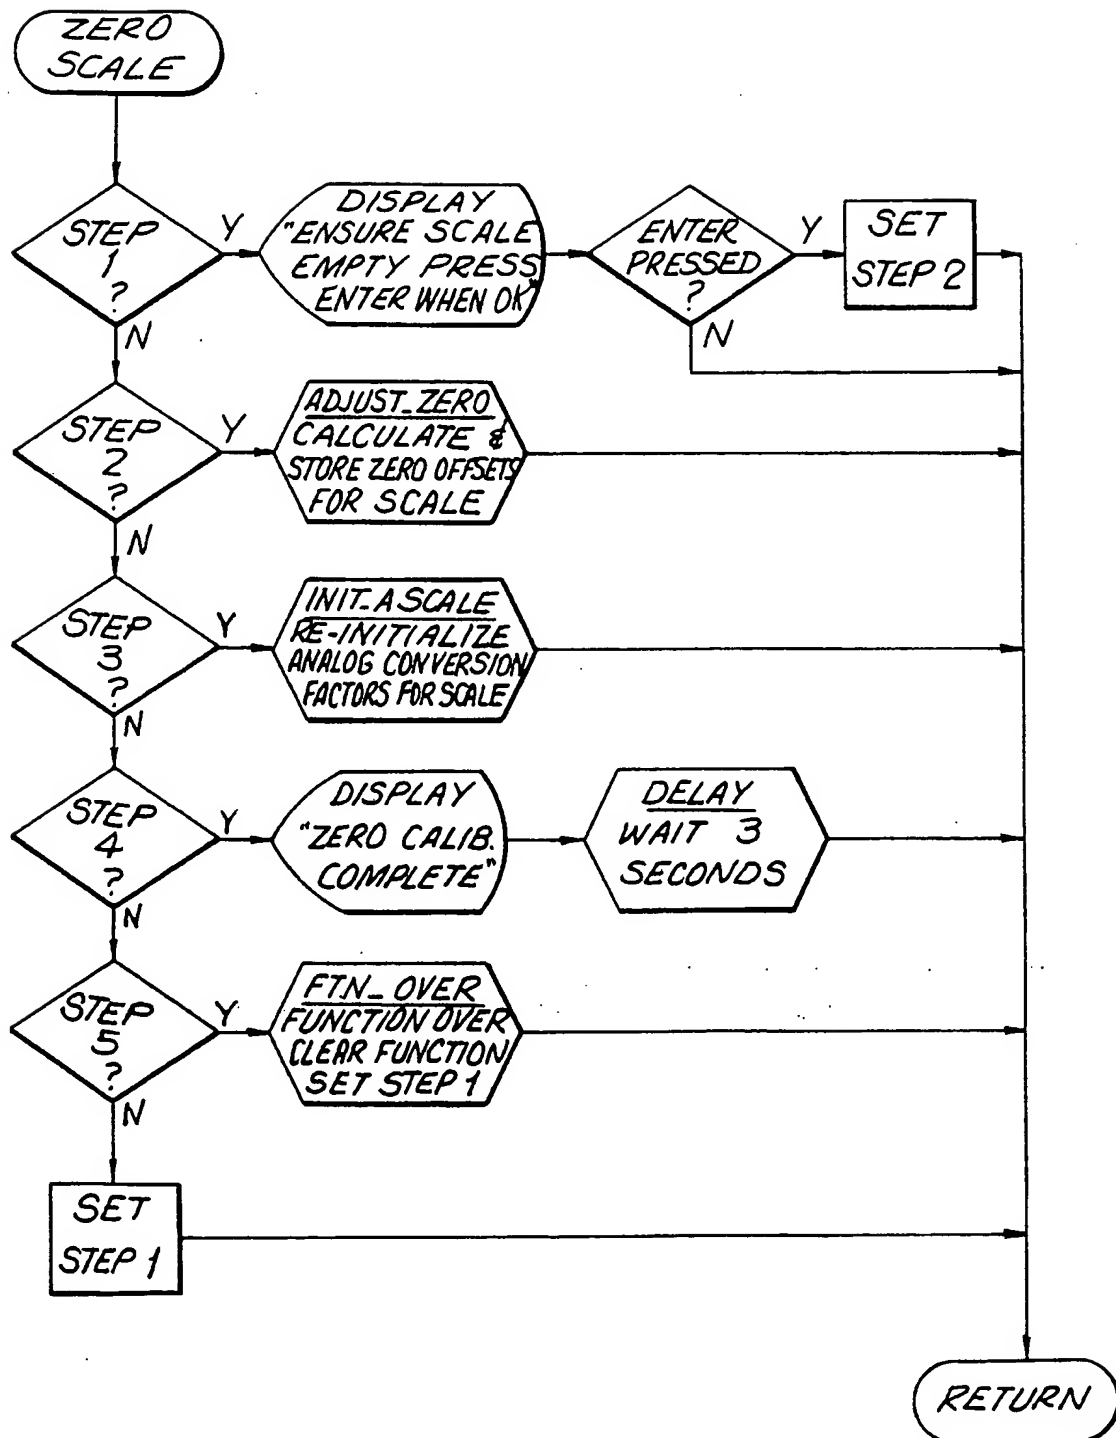 ZERO
SCALE
STEP
1
?
Y
N
DISPLAY
"ENSURE SCALE
EMPTY PRESS
ENTER WHEN OK"
ENTER
PRESSED
?
Y
N
SET
STEP 2
STEP
2
?
Y
N
ADJUST_ZERO
CALCULATE &
STORE ZERO OFFSETS
FOR SCALE
STEP
3
?
Y
N
INIT_ASCALE
RE-INITIALIZE
ANALOG CONVERSION
FACTORS FOR SCALE
STEP
4
?
Y
N
DISPLAY
"ZERO CALIB.
COMPLETE"
DELAY
WAIT 3
SECONDS
STEP
5
?
Y
N
FTN_OVER
FUNCTION OVER
CLEAR FUNCTION
SET STEP 1
SET
STEP 1
RETURN